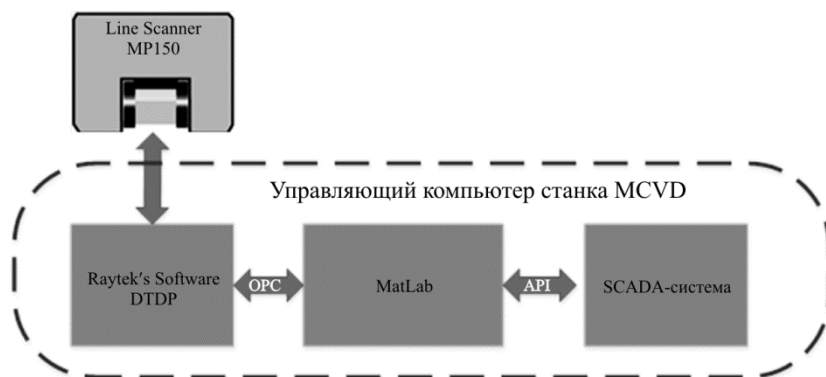 Line Scanner
MP150
Управляющий компьютер станка MCVD
Raytek's Software
DTDP
OPC
MatLab
API
SCADA-система